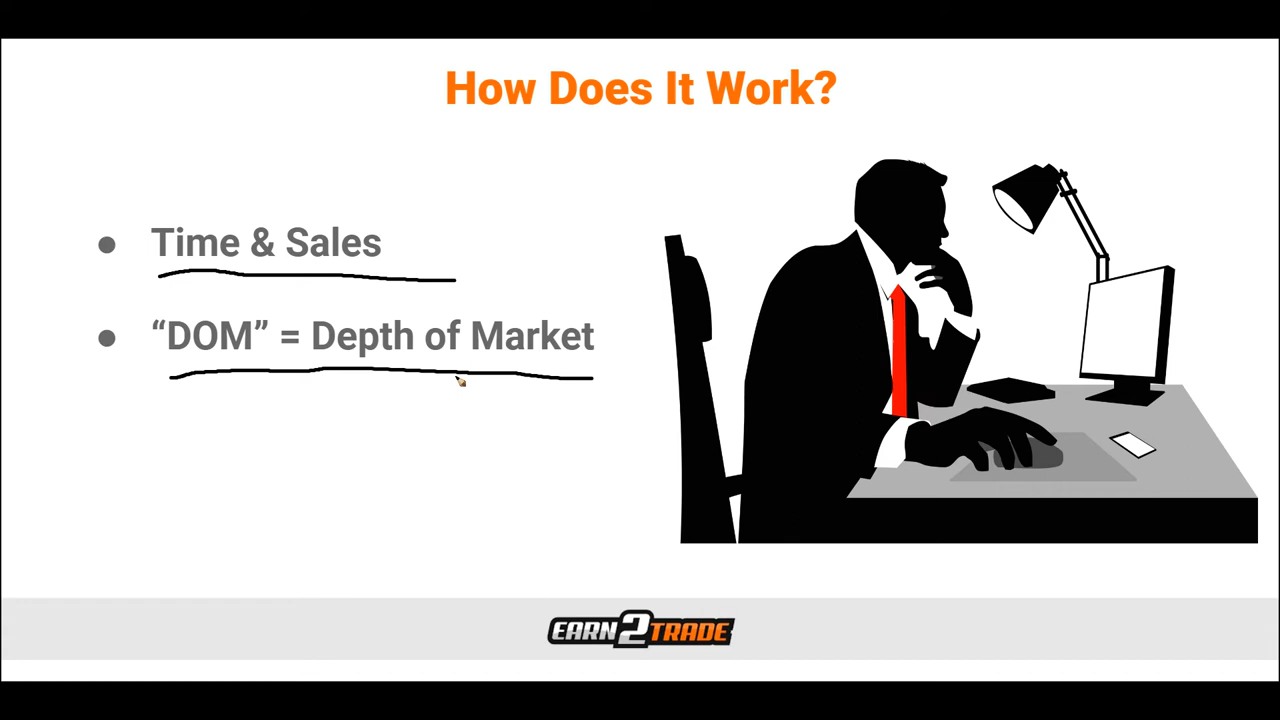 How Does It Work?
● Time & Sales
● “DOM” = Depth of Market
EARN2TRADE